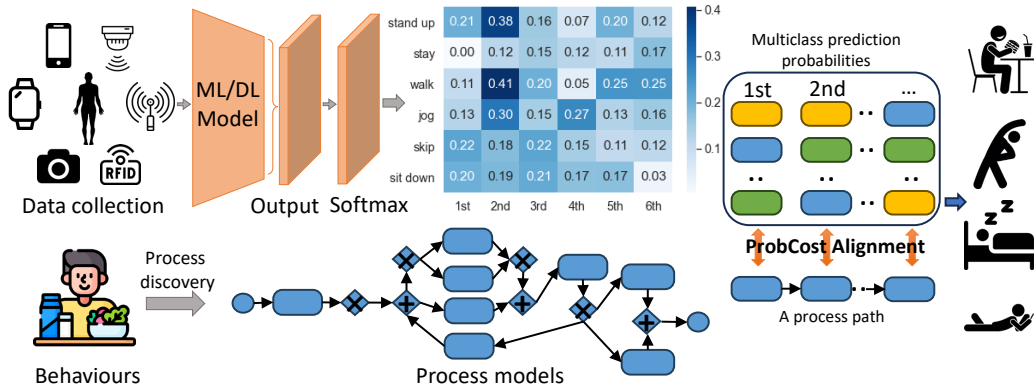 ML/DL
Model
RFID
Data collection
Output
Softmax
stand up 0.21 0.38 0.16 0.07 0.20 0.12
stay 0.00 0.12 0.15 0.12 0.11 0.17
walk 0.11 0.41 0.20 0.05 0.25 0.25
jog 0.13 0.30 0.15 0.27 0.13 0.16
skip 0.22 0.18 0.22 0.15 0.11 0.12
sit down 0.20 0.19 0.21 0.17 0.17 0.03
1st 2nd 3rd 4th 5th 6th
0.4
0.3
0.2
0.1
Multiclass prediction
probabilities
1st 2nd ...
ProbCost Alignment
A process path
z z z
Process
discovery
Behaviours
Process models